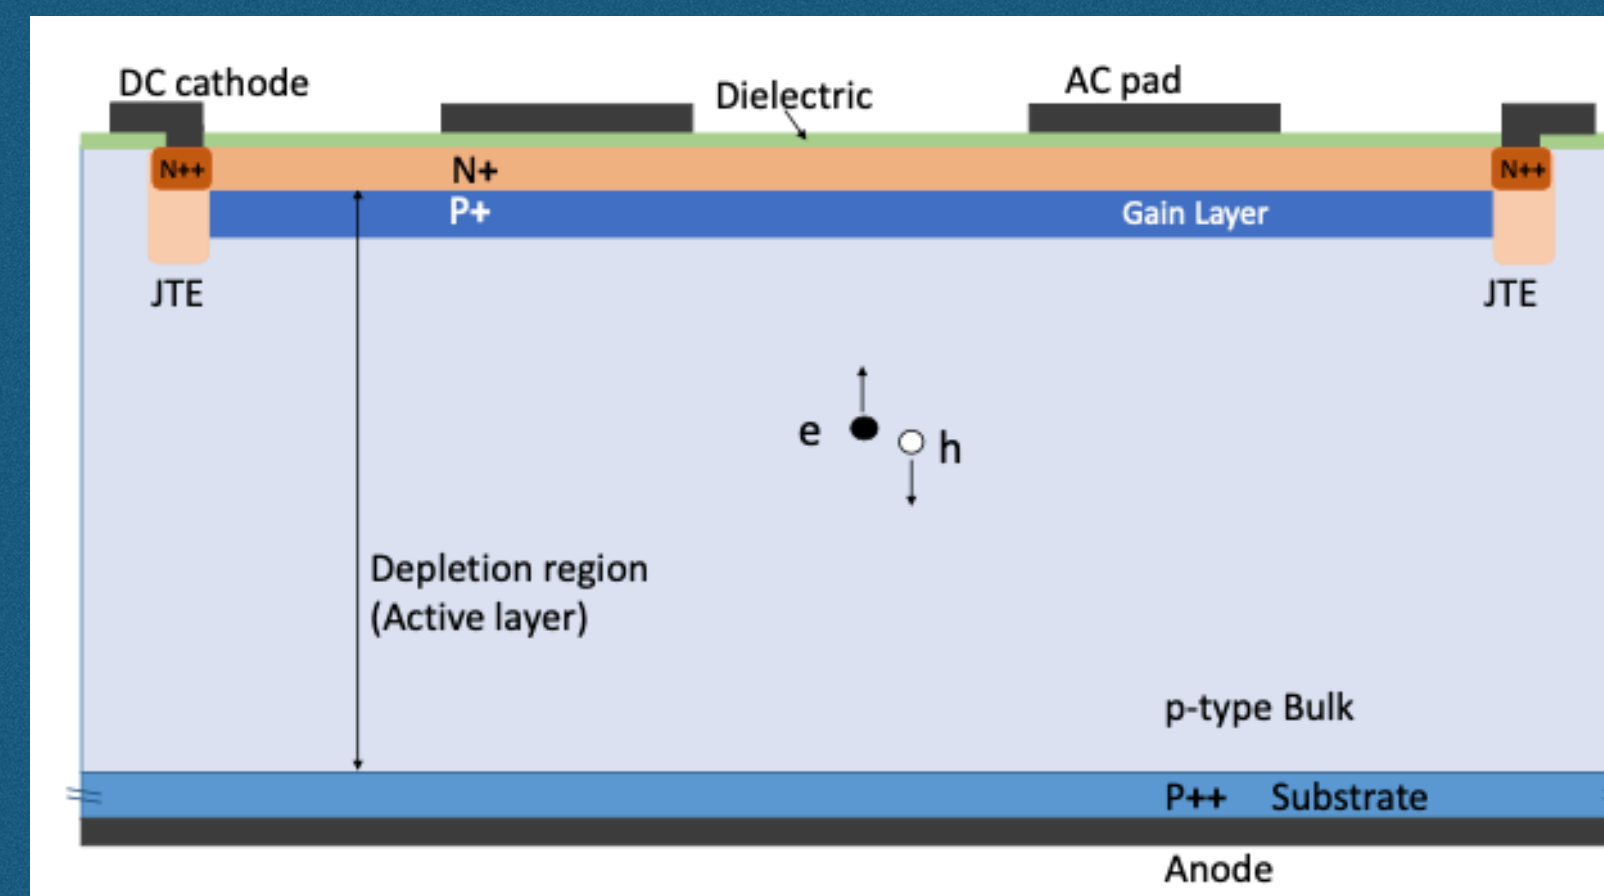 DC cathode
Dielectric
AC pad
N++
N+
N++
P+
Gain Layer
JTE
JTE
e
h
Depletion region
(Active layer)
p-type Bulk
P++ Substrate
Anode